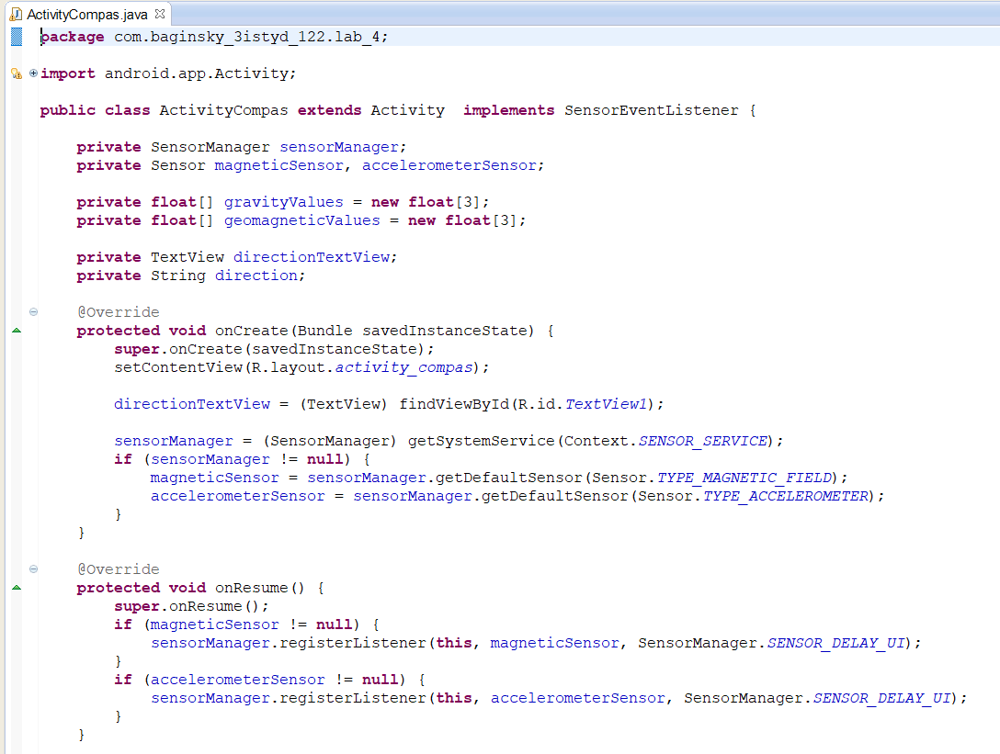 ActivityCompas.java
package com.baginsky_3istyd_122.lab_4;
import android.app.Activity;
public class ActivityCompas extends Activity  implements SensorEventListener {
    private SensorManager sensorManager;
    private Sensor magneticSensor, accelerometerSensor;
    private float[] gravityValues = new float[3];
    private float[] geomagneticValues = new float[3];
    private TextView directionTextView;
    private String direction;
    @Override
    protected void onCreate(Bundle savedInstanceState) {
        super.onCreate(savedInstanceState);
        setContentView(R.layout.activity_compas);
        directionTextView = (TextView) findViewById(R.id.TextView1);
        sensorManager = (SensorManager) getSystemService(Context.SENSOR_SERVICE);
        if (sensorManager != null) {
            magneticSensor = sensorManager.getDefaultSensor(Sensor.TYPE_MAGNETIC_FIELD);
            accelerometerSensor = sensorManager.getDefaultSensor(Sensor.TYPE_ACCELEROMETER);
        }
    }
    @Override
    protected void onResume() {
        super.onResume();
        if (magneticSensor != null) {
            sensorManager.registerListener(this, magneticSensor, SensorManager.SENSOR_DELAY_UI);
        }
        if (accelerometerSensor != null) {
            sensorManager.registerListener(this, accelerometerSensor, SensorManager.SENSOR_DELAY_UI);
        }
    }